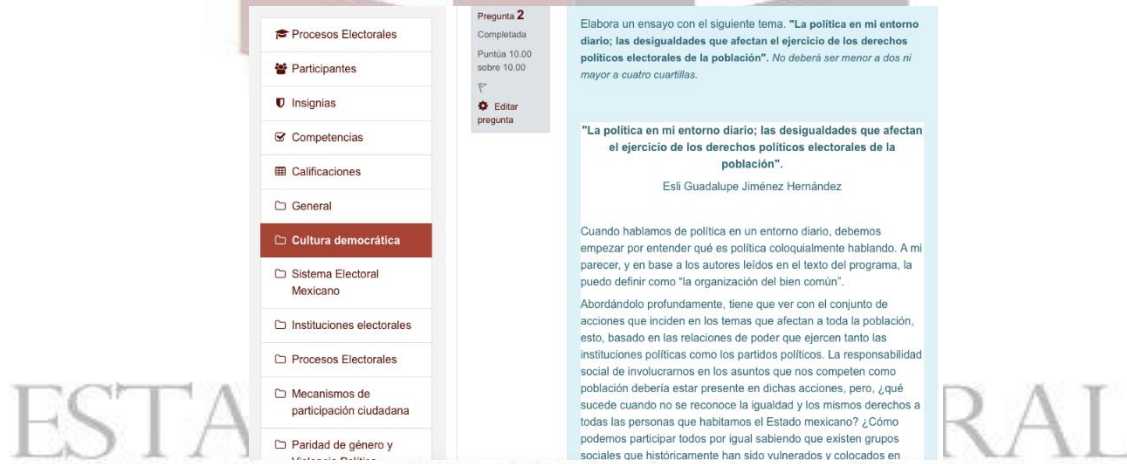 Procesos Electorales
Participantes
Insignias
Competencias
Calificaciones
General
Cultura democrática
Sistema Electoral
Mexicano
Instituciones electorales
Procesos Electorales
Mecanismos de
participación ciudadana
Paridad de género y
Violencia Política
Pregunta 2
Completada
Puntúa 10.00
sobre 10.00
Editar
pregunta
Elabora un ensayo con el siguiente tema. "La política en mi entorno
diario; las desigualdades que afectan el ejercicio de los derechos
políticos electorales de la población". No deberá ser menor a dos ni
mayor a cuatro cuartillas.
"La política en mi entorno diario; las desigualdades que afectan
el ejercicio de los derechos políticos electorales de la
población".
Esli Guadalupe Jiménez Hernández
Cuando hablamos de política en un entorno diario, debemos
empezar por entender qué es política coloquialmente hablando. A mi
parecer, y en base a los autores leídos en el texto del programa, la
puedo definir como “la organización del bien común”.
Abordándolo profundamente, tiene que ver con el conjunto de
acciones que inciden en los temas que afectan a toda la población,
esto, basado en las relaciones de poder que ejercen tanto las
instituciones políticas como los partidos políticos. La responsabilidad
social de involucrarnos en los asuntos que nos competen como
población debería estar presente en dichas acciones, pero, ¿qué
sucede cuando no se reconoce la igualdad y los mismos derechos a
todas las personas que habitamos el Estado mexicano? ¿Cómo
podemos participar todos por igual sabiendo que existen grupos
sociales que históricamente han sido vulnerados y colocados en
ESTA
RAL